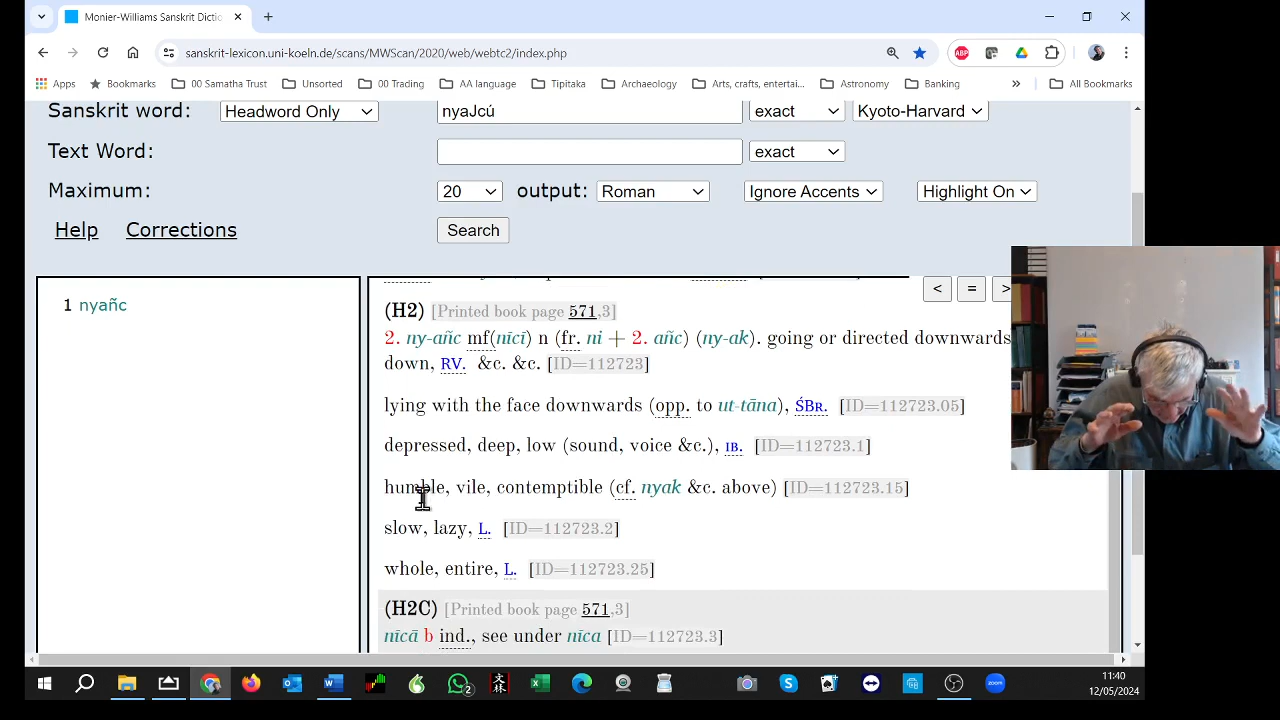 Monier-Williams Sanskrit Dictio
sanskrit-lexicon.uni-koeln.de/scans/MWScan/2020/web/webtc2/index.php
Apps Bookmarks 00 Samatha Trust Unsorted 00 Trading AA language Tipitaka Archaeology Arts, crafts, entertai... Astronomy Banking » All Bookmarks
Sanskrit word: Headword Only nyaJcú exact Kyoto-Harvard
Text Word: exact
Maximum: 20 output: Roman Ignore Accents Highlight On
Help Corrections Search
1 nyañc
< = >
(H2) [Printed book page 571,3]
2. ny-añc mf(nīcī) n (fr. ni + 2. añc) (ny-ak). going or directed downwards
down, RV. &c. &c. [ID=112723]
lying with the face downwards (opp. to ut-tāna), ŚBr. [ID=112723.05]
depressed, deep, low (sound, voice &c.), ib. [ID=112723.1]
humble, vile, contemptible (cf. nyak &c. above) [ID=112723.15]
slow, lazy, L. [ID=112723.2]
whole, entire, L. [ID=112723.25]
(H2C) [Printed book page 571,3]
nīcā b ind., see under nīca [ID=112723.3]
11:40
12/05/2024